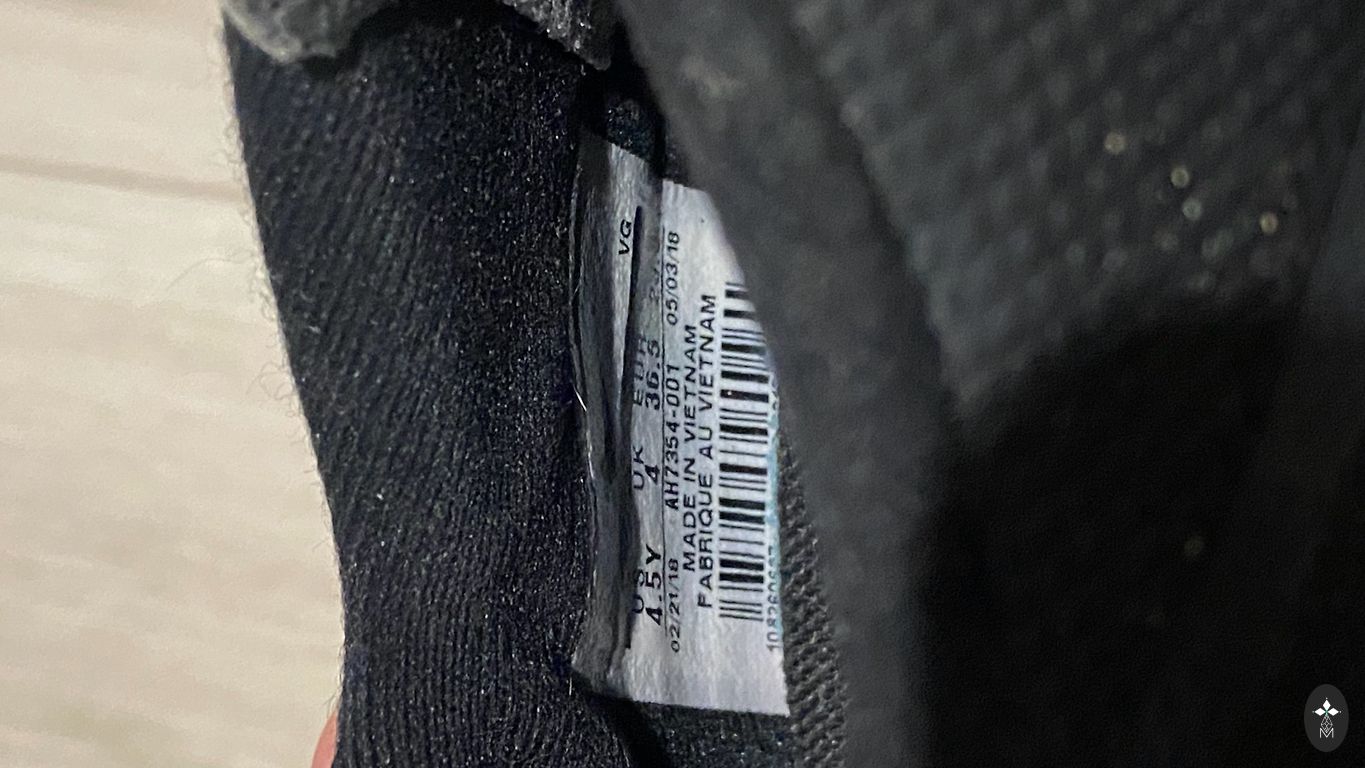 VG
US UK EUR
4.5Y 4 36.5
02/21/18 AH7354-001 05/03/18
MADE IN VIETNAM
FABRIQUE AU VIETNAM
M